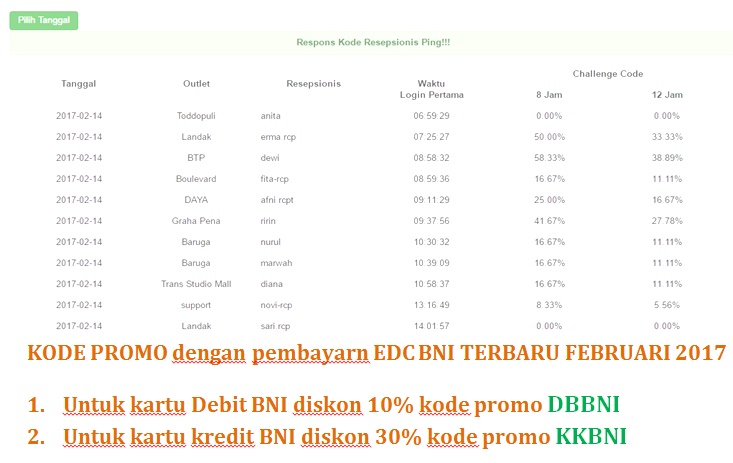 Pilih Tanggal
Respons Kode Resepsionis Ping!!!
Tanggal Outlet Resepsionis Waktu Login Pertama Challenge Code
8 Jam 12 Jam
2017-02-14 Toddopuli anita 06:59:29 0.00% 0.00%
2017-02-14 Landak erma rcp 07:25:27 50.00% 33.33%
2017-02-14 BTP dewi 08:58:32 58.33% 38.89%
2017-02-14 Boulevard fita-rcp 08:59:36 16.67% 11.11%
2017-02-14 DAYA afni rcpt 09:11:29 25.00% 16.67%
2017-02-14 Graha Pena ririn 09:37:56 41.67% 27.78%
2017-02-14 Baruga nurul 10:30:32 16.67% 11.11%
2017-02-14 Baruga marwah 10:39:09 16.67% 11.11%
2017-02-14 Trans Studio Mall diana 10:58:37 16.67% 11.11%
2017-02-14 support novi-rcp 13:16:49 8.33% 5.56%
2017-02-14 Landak sari rcp 14:01:57 0.00% 0.00%
KODE PROMO dengan pembayarn EDC BNI TERBARU FEBRUARI 2017
1. Untuk kartu Debit BNI diskon 10% kode promo DBBNI
2. Untuk kartu kredit BNI diskon 30% kode promo KKBNI